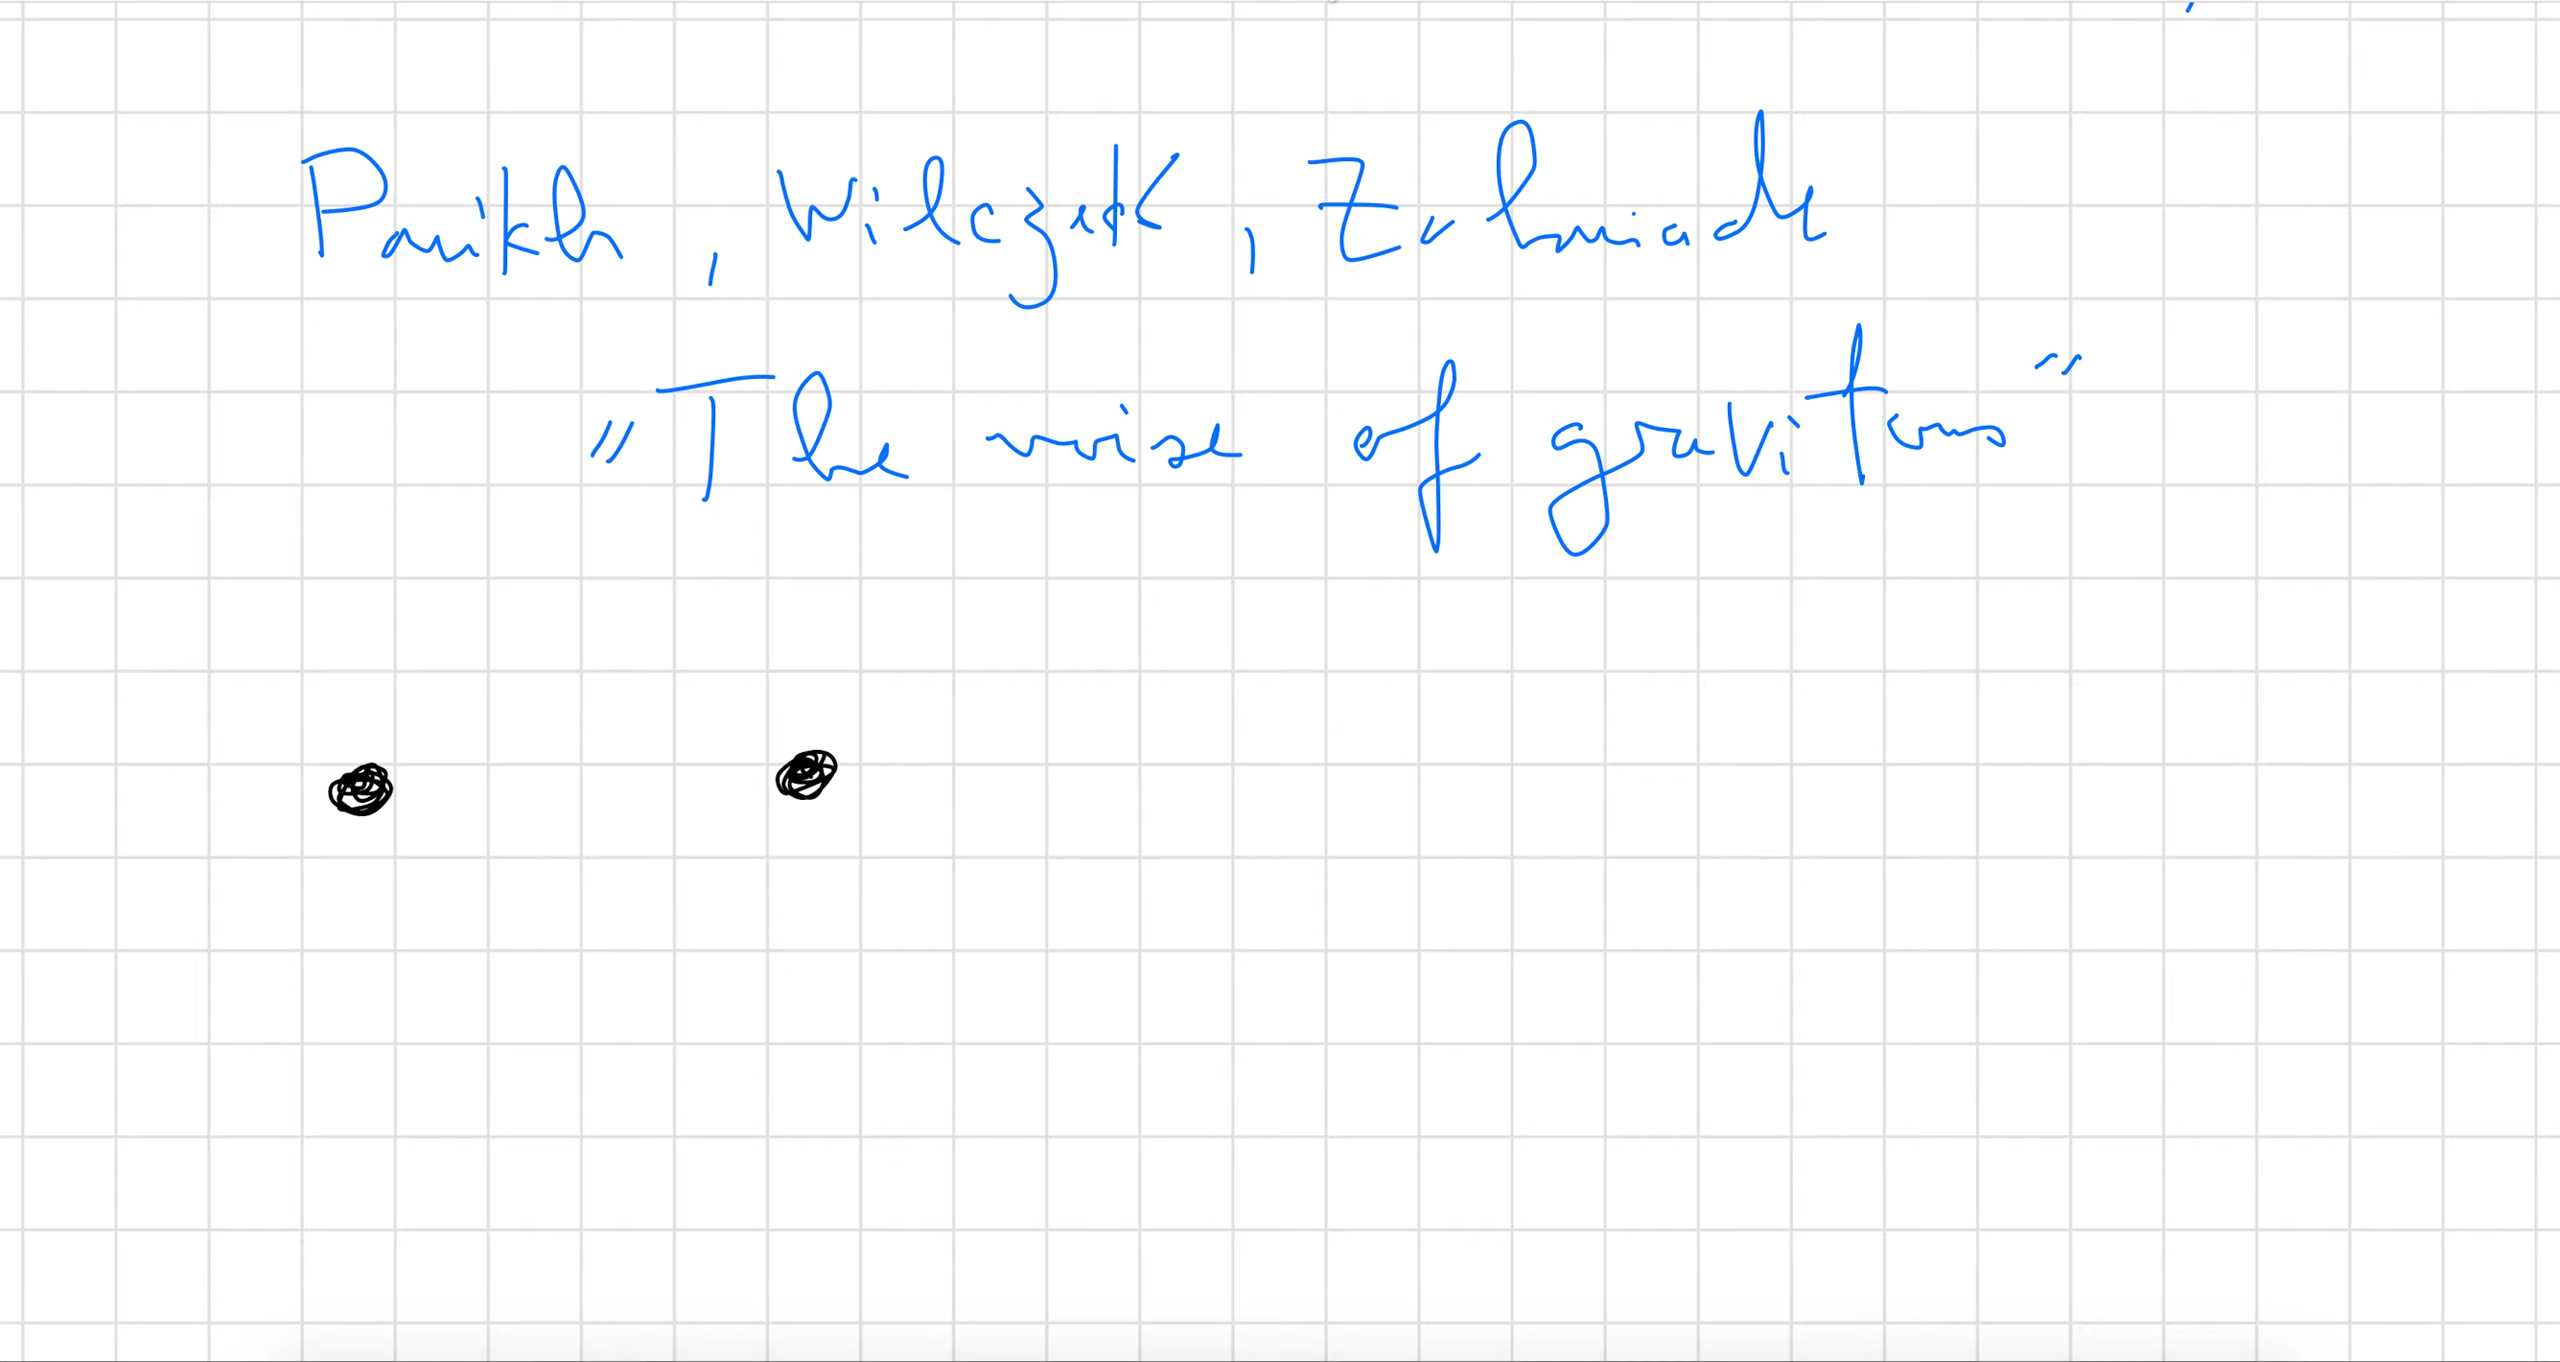 Parikh, Wilczek, Zahariade
"The noise of gravitons"